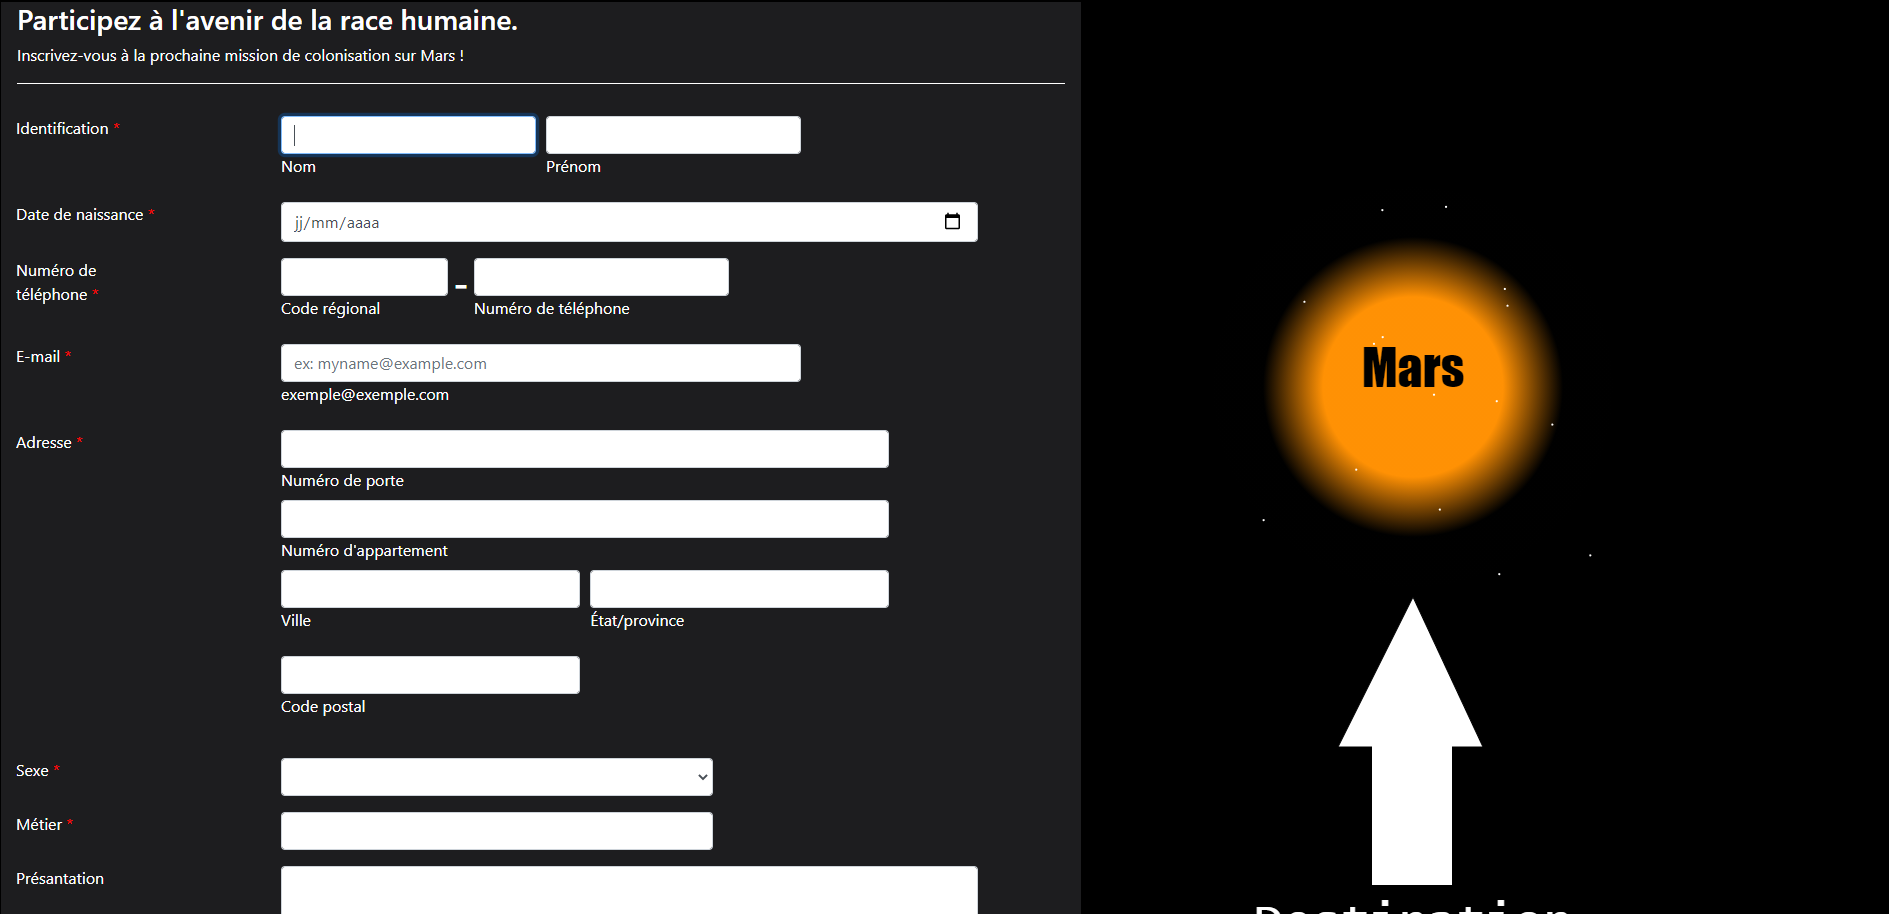 Participez à l'avenir de la race humaine.
Inscrivez-vous à la prochaine mission de colonisation sur Mars !
Identification *
Nom
Prénom
Date de naissance *
jj/mm/aaaa
Numéro de
téléphone *
-
Code régional
Numéro de téléphone
E-mail *
ex: myname@example.com
exemple@exemple.com
Adresse *
Numéro de porte
Numéro d'appartement
Ville
État/province
Code postal
Sexe *
Métier *
Présantation
Mars
Destination